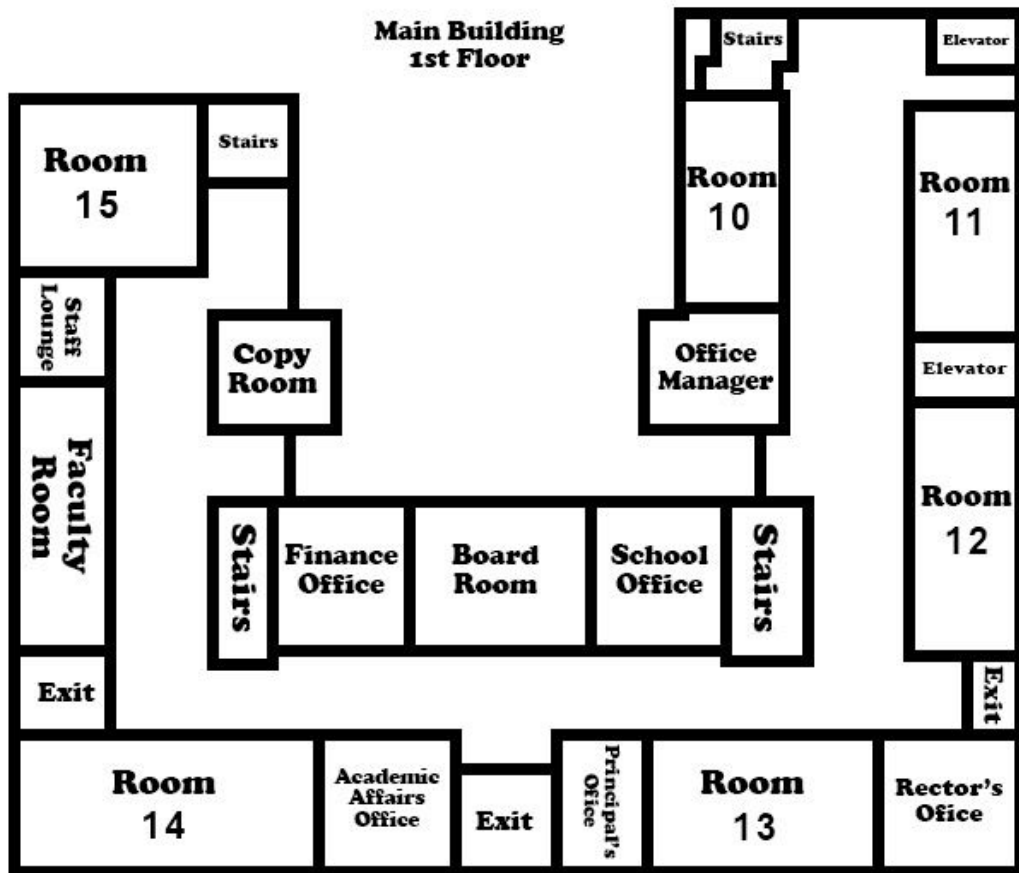 Main Building
1st Floor
Stairs
Elevator
Room
15
Stairs
Room
10
Room
11
Staff
Lounge
Copy
Room
Office
Manager
Elevator
Faculty
Room
Room
12
Stairs
Finance
Office
Board
Room
School
Office
Stairs
Exit
Exit
Room
14
Academic
Affairs
Office
Exit
Principal's
Ofice
Room
13
Rector's
Ofice